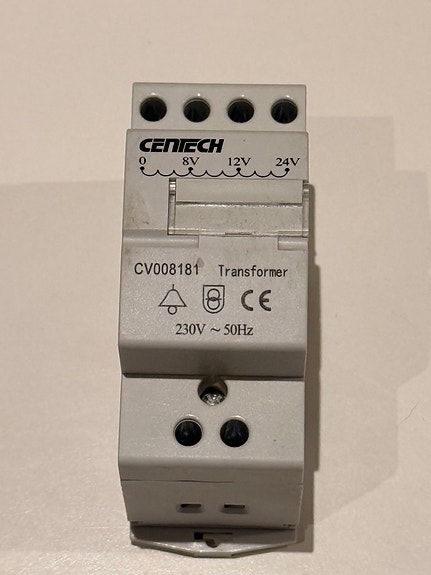 CENTECH
0 8V 12V 24V
CV008181 Transformer
CE
230V ~ 50Hz